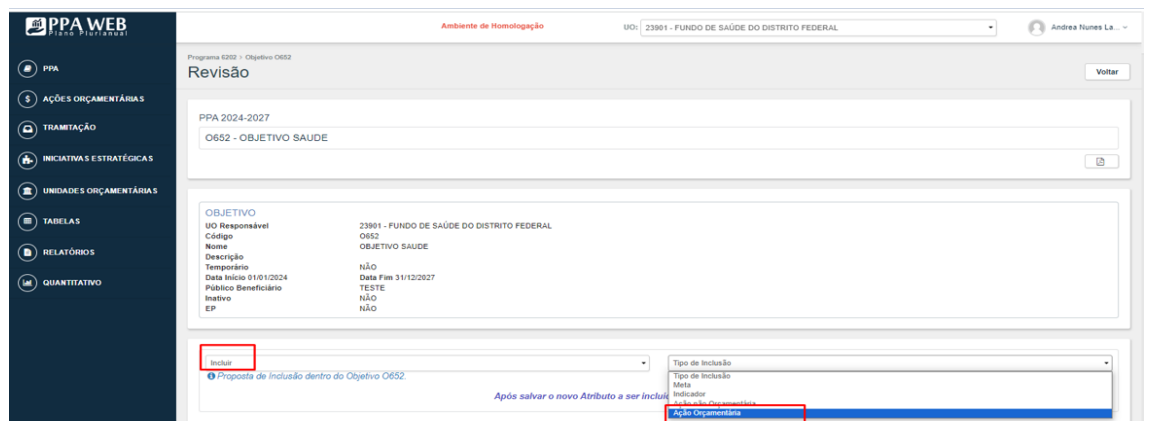 PPA WEB
Plano Plurianual
Ambiente de Homologação
UO: 23901 - FUNDO DE SAÚDE DO DISTRITO FEDERAL
Andrea Nunes La...
PPA
AÇÕES ORÇAMENTÁRIAS
TRAMITAÇÃO
INICIATIVAS ESTRATÉGICAS
UNIDADES ORÇAMENTÁRIAS
TABELAS
RELATÓRIOS
QUANTITATIVO
Programa 6202 > Objetivo O652
Revisão
Voltar
PPA 2024-2027
O652 - OBJETIVO SAUDE
OBJETIVO
UO Responsável 23901 - FUNDO DE SAÚDE DO DISTRITO FEDERAL
Código O652
Nome OBJETIVO SAUDE
Descrição
Temporário NÃO
Data Início 01/01/2024 Data Fim 31/12/2027
Público Beneficiário TESTE
Inativo NÃO
EP NÃO
Incluir
Tipo de Inclusão
Proposta de Inclusão dentro do Objetivo O652.
Tipo de Inclusão
Meta
Indicador
Ação não Orçamentária
Ação Orçamentária
Após salvar o novo Atributo a ser incluí